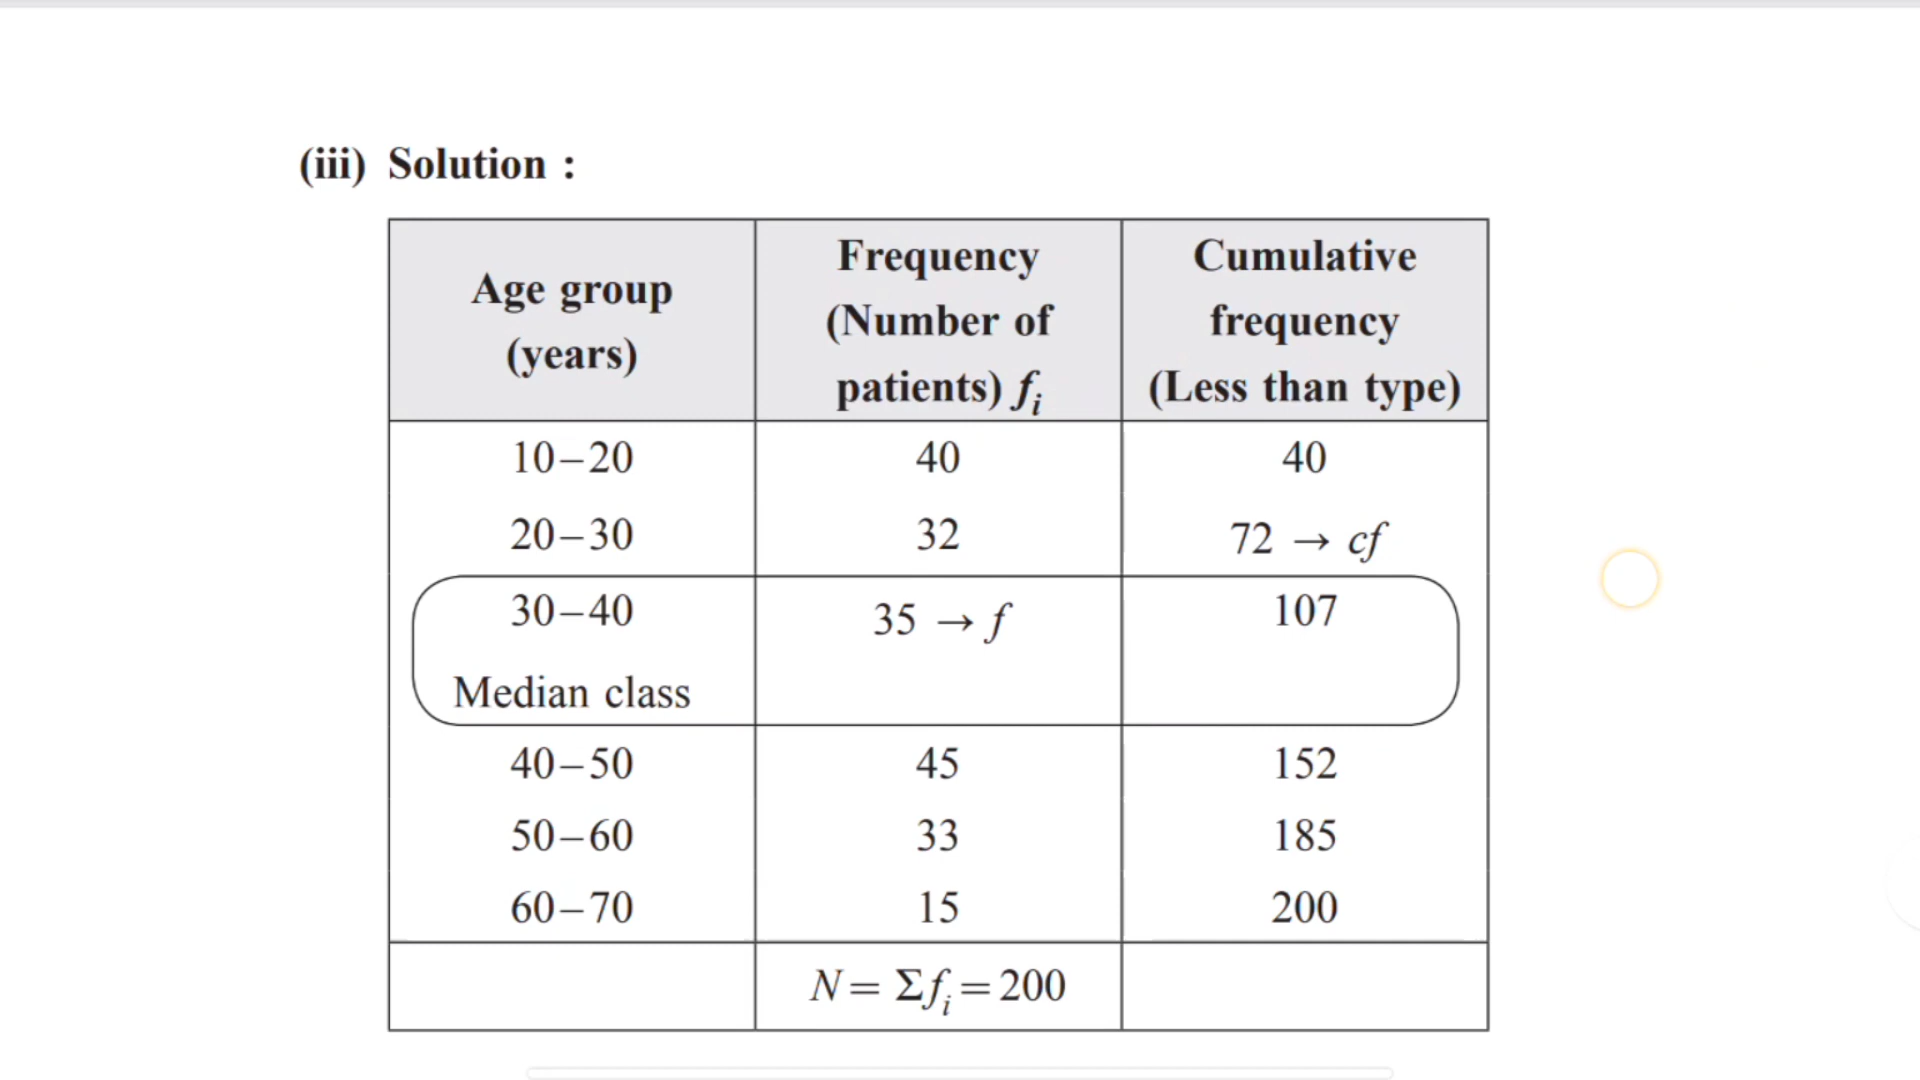 (iii) Solution :
Age group (years) Frequency (Number of patients) fi Cumulative frequency (Less than type)
10–20 40 40
20–30 32 72 → cf
30–40 35 → f 107
Median class
40–50 45 152
50–60 33 185
60–70 15 200
N = Σfi = 200